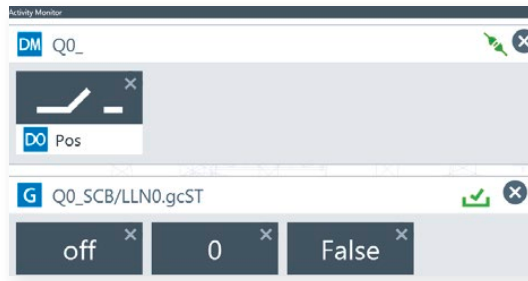 Activity Monitor
DM Q0_
DO Pos
G Q0_SCB/LLN0.gcST
off 0 False